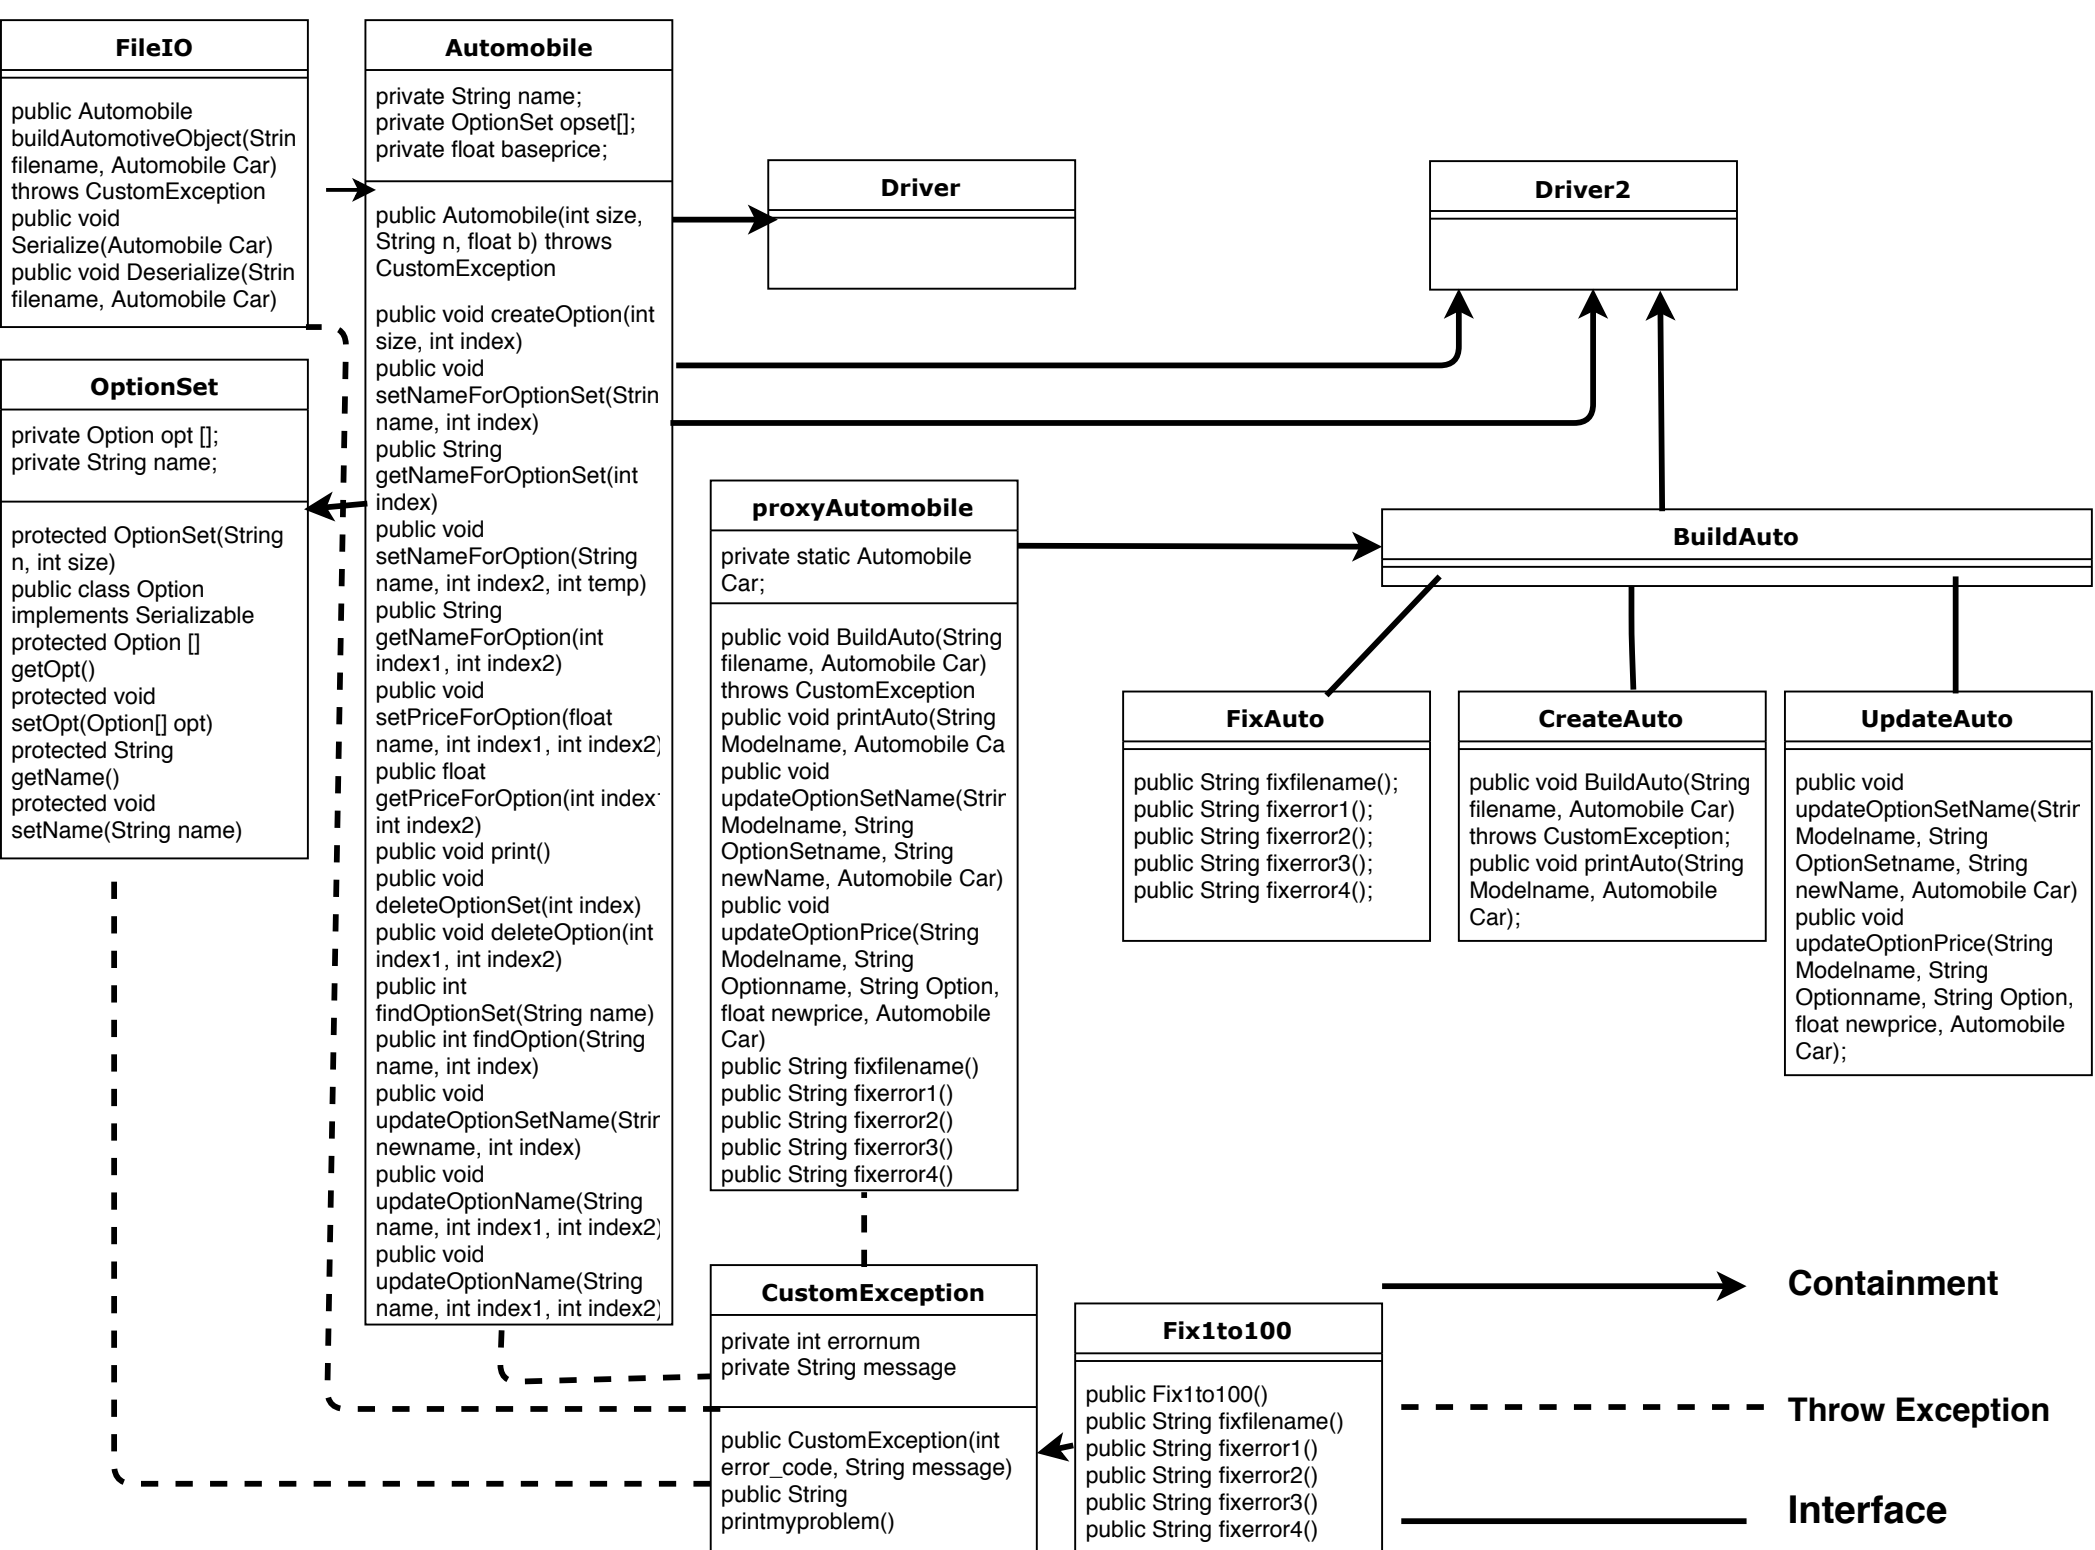 FileIO
public Automobile
buildAutomotiveObject(Strin
filename, Automobile Car)
throws CustomException
public void
Serialize(Automobile Car)
public void Deserialize(Strin
filename, Automobile Car)
OptionSet
private Option opt [];
private String name;
protected OptionSet(String
n, int size)
public class Option
implements Serializable
protected Option []
getOpt()
protected void
setOpt(Option[] opt)
protected String
getName()
protected void
setName(String name)
Automobile
private String name;
private OptionSet opset[];
private float baseprice;
public Automobile(int size,
String n, float b) throws
CustomException
public void createOption(int
size, int index)
public void
setNameForOptionSet(Strin
name, int index)
public String
getNameForOptionSet(int
index)
public void
setNameForOption(String
name, int index2, int temp)
public String
getNameForOption(int
index1, int index2)
public void
setPriceForOption(float
name, int index1, int index2)
public float
getPriceForOption(int index
int index2)
public void print()
public void
deleteOptionSet(int index)
public void deleteOption(int
index1, int index2)
public int
findOptionSet(String name)
public int findOption(String
name, int index)
public void
updateOptionSetName(Strin
newname, int index)
public void
updateOptionName(String
name, int index1, int index2)
public void
updateOptionName(String
name, int index1, int index2)
Driver
Driver2
proxyAutomobile
private static Automobile
Car;
public void BuildAuto(String
filename, Automobile Car)
throws CustomException
public void printAuto(String
Modelname, Automobile Ca
public void
updateOptionSetName(Strin
Modelname, String
OptionSetname, String
newName, Automobile Car)
public void
updateOptionPrice(String
Modelname, String
Optionname, String Option,
float newprice, Automobile
Car)
public String fixfilename()
public String fixerror1()
public String fixerror2()
public String fixerror3()
public String fixerror4()
BuildAuto
FixAuto
public String fixfilename();
public String fixerror1();
public String fixerror2();
public String fixerror3();
public String fixerror4();
CreateAuto
public void BuildAuto(String
filename, Automobile Car)
throws CustomException;
public void printAuto(String
Modelname, Automobile
Car);
UpdateAuto
public void
updateOptionSetName(Strin
Modelname, String
OptionSetname, String
newName, Automobile Car)
public void
updateOptionPrice(String
Modelname, String
Optionname, String Option,
float newprice, Automobile
Car);
CustomException
private int errornum
private String message
public CustomException(int
error_code, String message)
public String
printmyproblem()
Fix1to100
public Fix1to100()
public String fixfilename()
public String fixerror1()
public String fixerror2()
public String fixerror3()
public String fixerror4()
Containment
Throw Exception
Interface